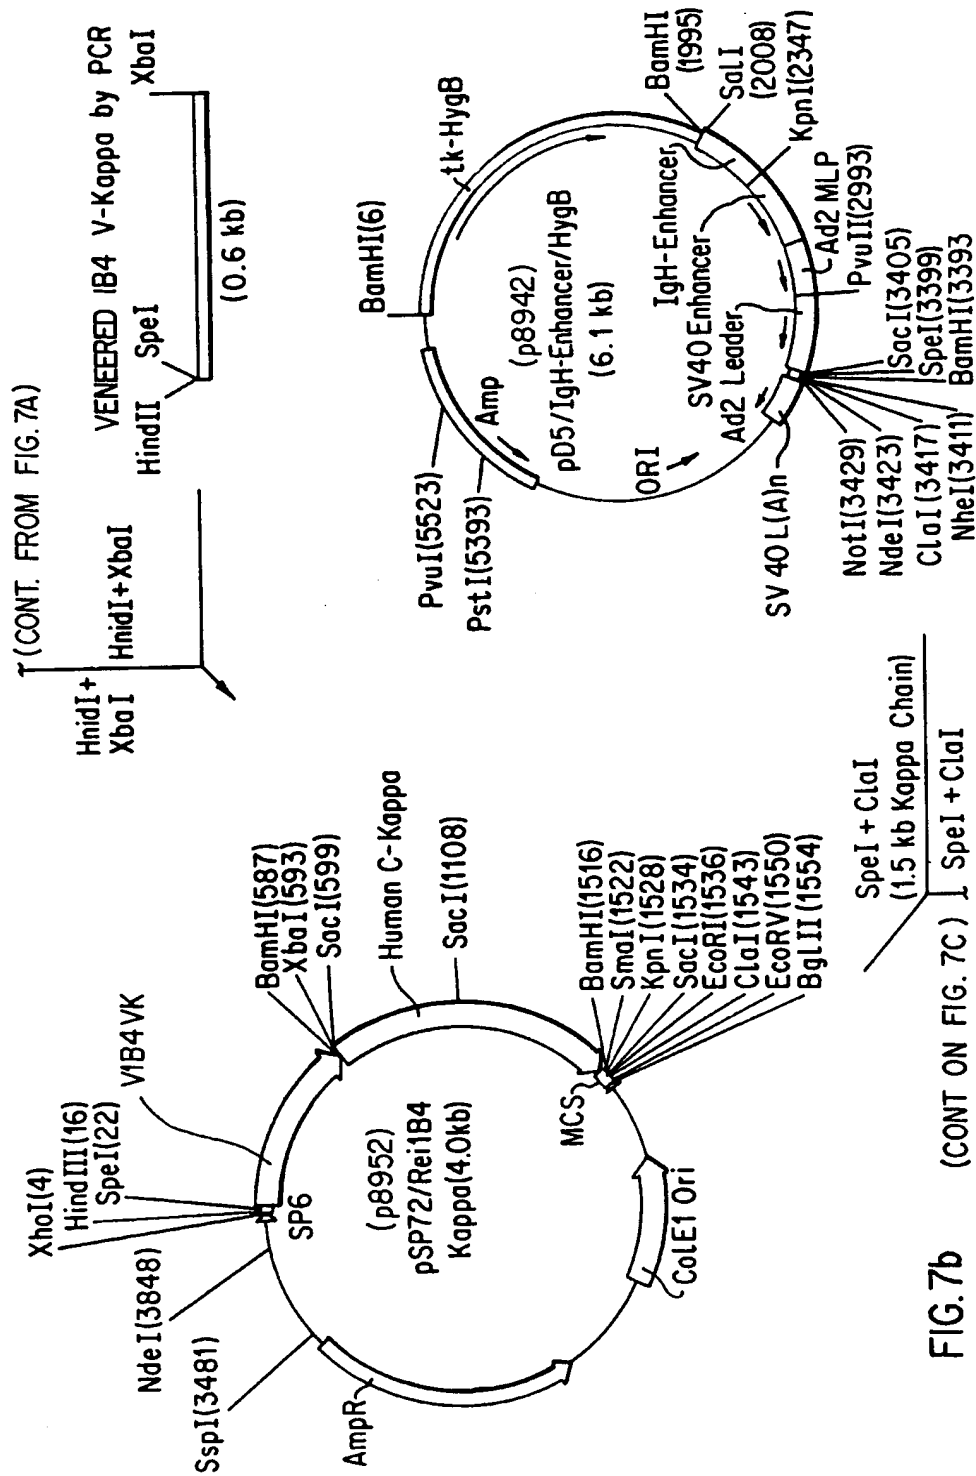 (CONT. FROM FIG. 7A)
HnidI+
XbaI
HnidI+XbaI
VENEERED IB4 V-Kappa by PCR
HindII SpeI
XbaI
(0.6 kb)
XhoI(4)
HindIII(16)
SpeI(22)
V1B4VK
NdeI(3848)
SspI(3481)
SP6
BamHI(587)
XbaI(593)
SacI(599)
Human C-Kappa
SacI(1108)
(p8952)
pSP72/Rei1B4
Kappa(4.0kb)
AmpR
MCS
ColE1 Ori
BamHI(1516)
SmaI(1522)
KpnI(1528)
SacI(1534)
EcoRI(1536)
ClaI(1543)
EcoRV(1550)
BglII(1554)
BamHI(6)
tk-HygB
PvuI(5523)
PstI(5393)
Amp
(p8942)
pD5/IgH-Enhancer/HygB
(6.1 kb)
BamHI
(1995)
SalI
(2008)
KpnI(2347)
IgH-Enhancer
SV40 Enhancer
Ad2 Leader
ORI
Ad2 MLP
PvuII(2993)
SV 40 L(A)n
SacI(3405)
SpeI(3399)
BamHI(3393
NotI(3429)
NdeI(3423)
ClaI(3417)
NheI(3411)
SpeI + ClaI
(1.5 kb Kappa Chain)
SpeI + ClaI
FIG. 7b
(CONT ON FIG. 7C)